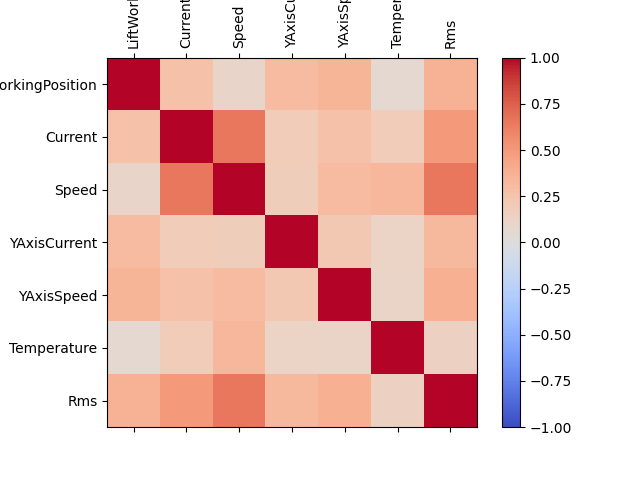 LiftWork
Current
Speed
YAxisCu
YAxisSp
Temper
Rms
orkingPosition
Current
Speed
YAxisCurrent
YAxisSpeed
Temperature
Rms
1.00
0.75
0.50
0.25
0.00
−0.25
−0.50
−0.75
−1.00